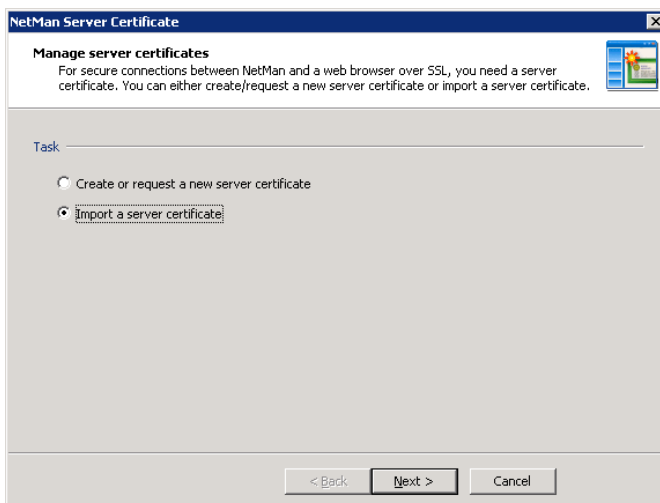 NetMan Server Certificate
Manage server certificates
For secure connections between NetMan and a web browser over SSL, you need a server
certificate. You can either create/request a new server certificate or import a server certificate.
Task
Create or request a new server certificate
Import a server certificate
< Back Next > Cancel